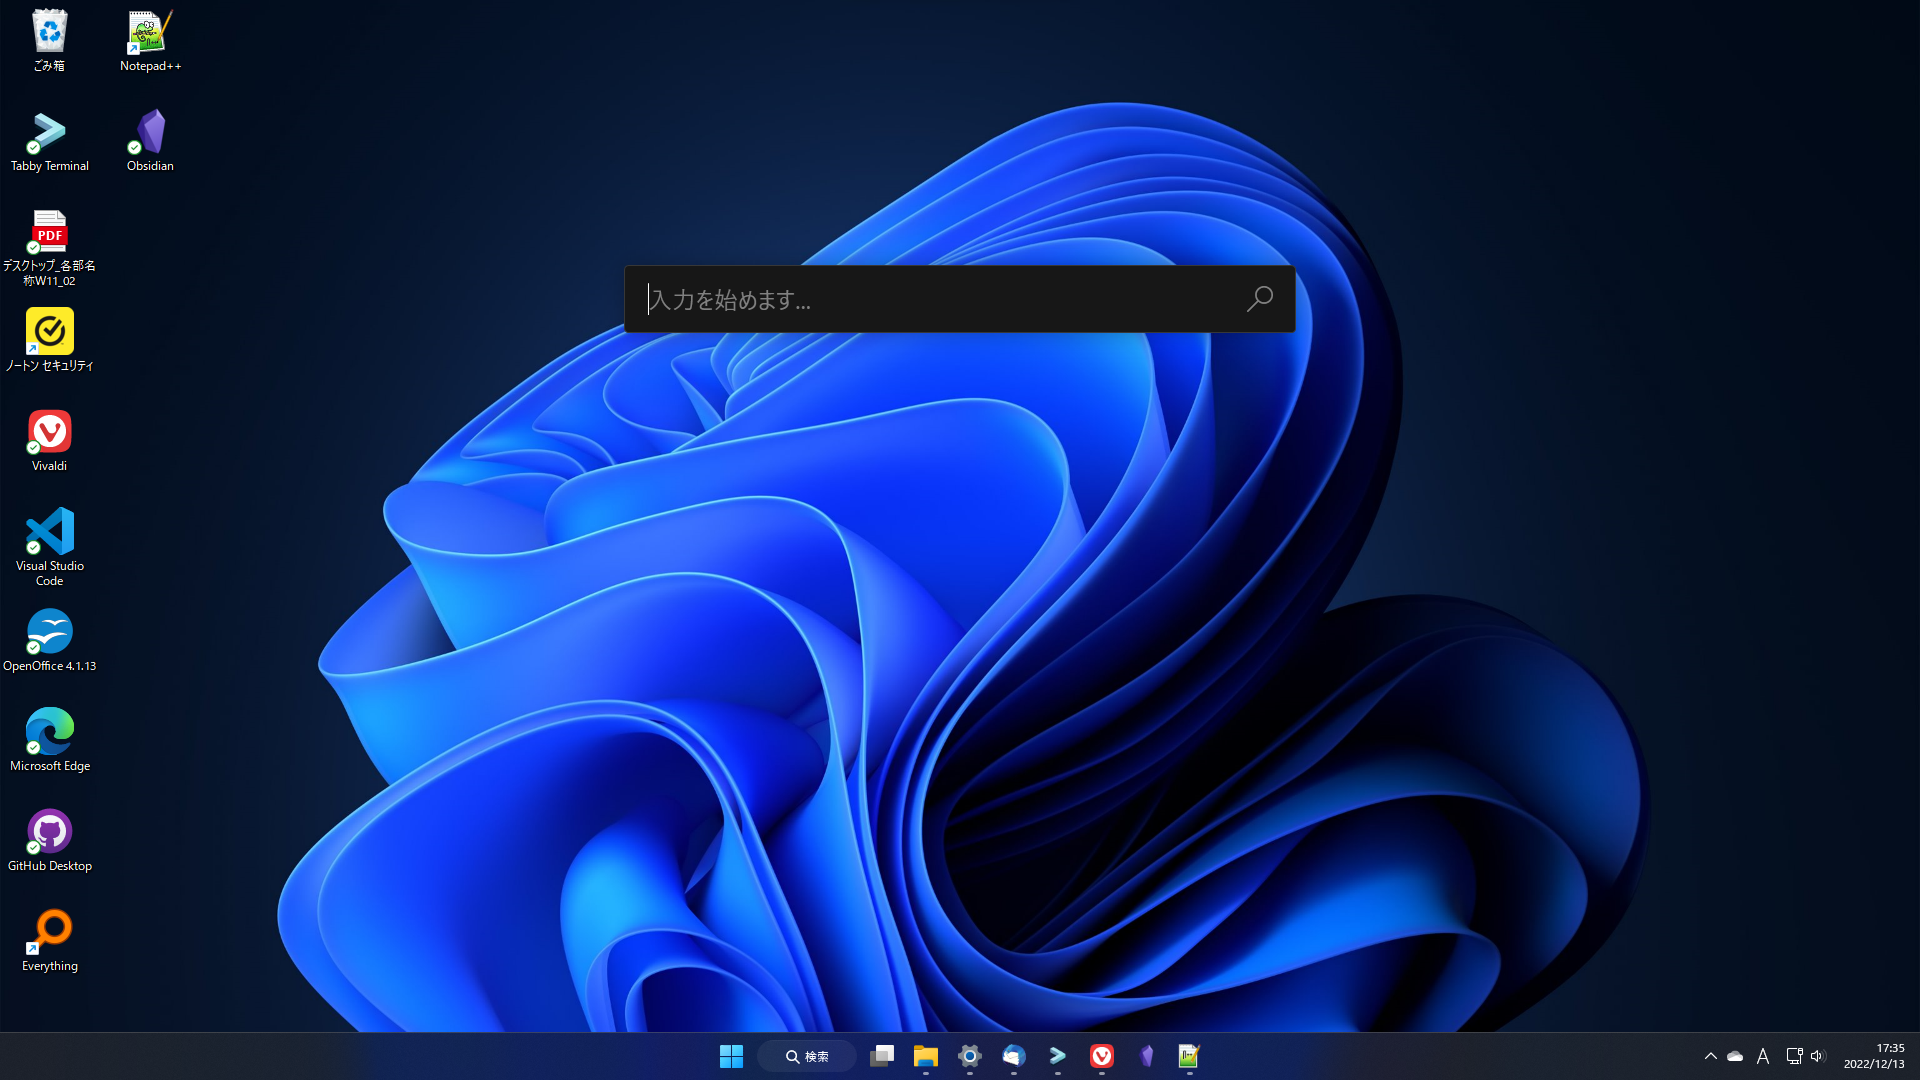 ごみ箱
Notepad++
Tabby Terminal
Obsidian
PDF
デスクトップ_各部名
称W11_02
入力を始めます...
ノートン セキュリティ
Vivaldi
Visual Studio
Code
OpenOffice 4.1.13
Microsoft Edge
GitHub Desktop
Everything
検索
A
17:35
2022/12/13